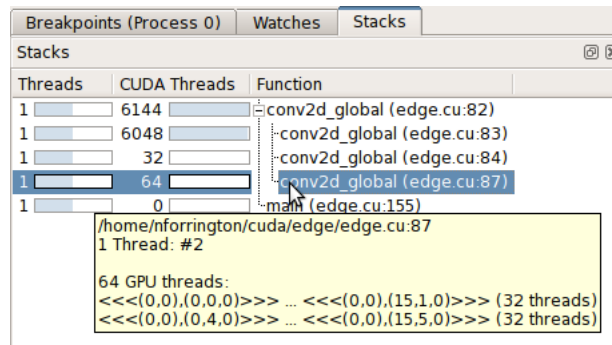 Breakpoints (Process 0) Watches Stacks
Stacks
Threads CUDA Threads Function
1 6144 conv2d_global (edge.cu:82)
1 6048 conv2d_global (edge.cu:83)
1 32 conv2d_global (edge.cu:84)
1 64 conv2d_global (edge.cu:87)
1 0 main (edge.cu:155)
/home/nforrington/cuda/edge/edge.cu:87
1 Thread: #2
64 GPU threads:
<<<(0,0),(0,0,0)>>> ... <<<(0,0),(15,1,0)>>> (32 threads)
<<<(0,0),(0,4,0)>>> ... <<<(0,0),(15,5,0)>>> (32 threads)